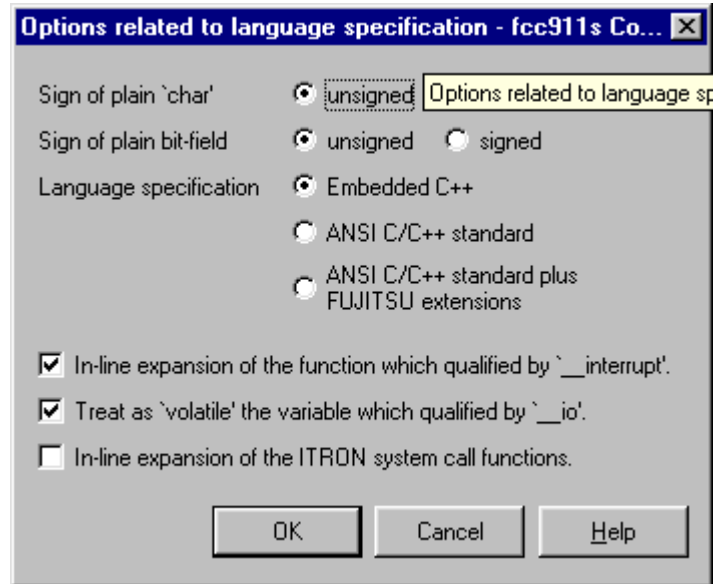 Options related to language specification - fcc911s Co...
Sign of plain `char' unsigned Options related to language sp
Sign of plain bit-field unsigned signed
Language specification Embedded C++
ANSI C/C++ standard
ANSI C/C++ standard plus
FUJITSU extensions
In-line expansion of the function which qualified by `__interrupt'.
Treat as `volatile' the variable which qualified by `__io'.
In-line expansion of the ITRON system call functions.
OK Cancel Help